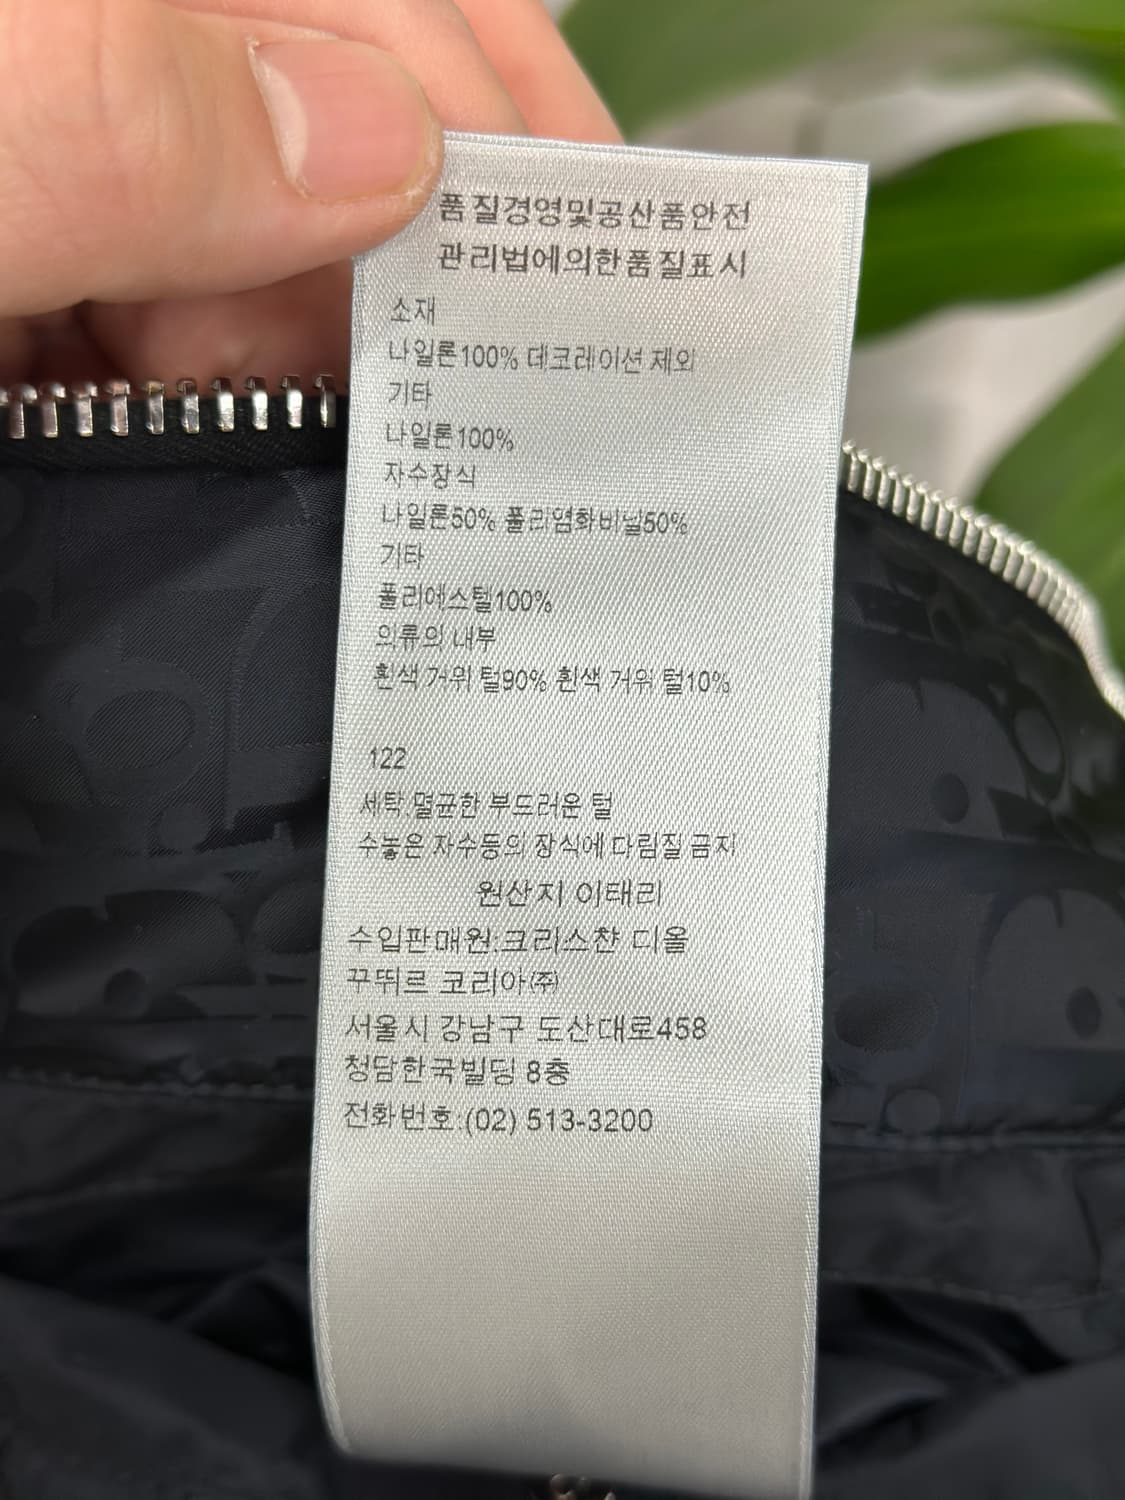 품질경영및공산품안전
관리법에의한품질표시
소재
나일론100% 데코레이션 제외
기타
나일론100%
자수장식
나일론50% 폴리염화비닐50%
기타
폴리에스텔100%
의류의 내부
흰색 거위 털90% 흰색 거위 털10%
122
세탁:멸균한 부드러운 털
수놓은 자수등의 장식에 다림질 금지
원산지 이태리
수입판매원:크리스챤 디올
꾸뛰르 코리아㈜
서울시 강남구 도산대로458
청담한국빌딩 8층
전화번호:(02) 513-3200